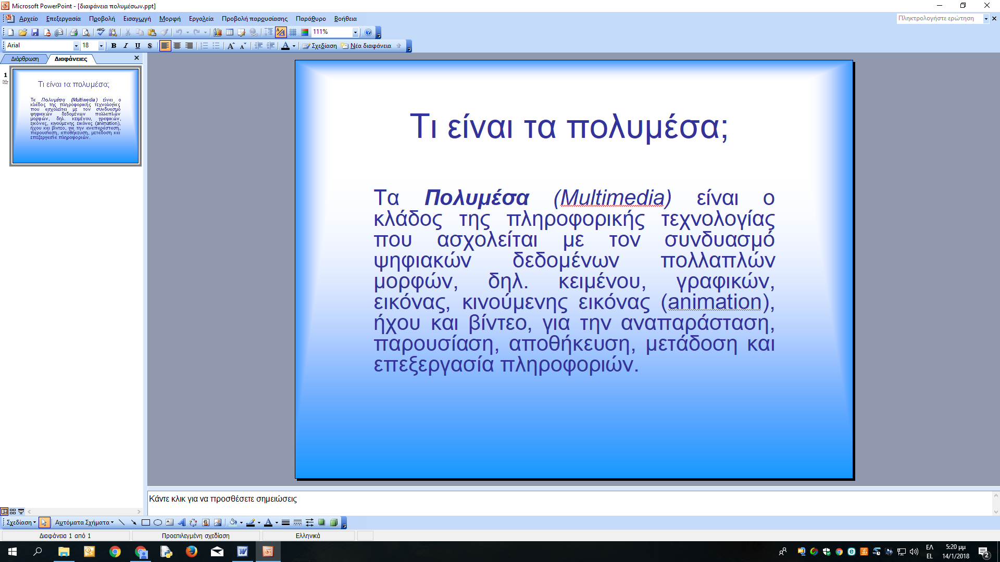 Microsoft PowerPoint - [διαφάνεια πολυμέσων.ppt]
Αρχείο Επεξεργασία Προβολή Εισαγωγή Μορφή Εργαλεία Προβολή παρουσίασης Παράθυρο Βοήθεια Πληκτρολογήστε ερώτηση
111%
Arial 18 B I U S Σχεδίαση Νέα διαφάνεια
Διάρθρωση Διαφάνειες
1
Τι είναι τα πολυμέσα;
Τα Πολυμέσα (Multimedia) είναι ο
κλάδος της πληροφορικής τεχνολογίας
που ασχολείται με τον συνδυασμό
ψηφιακών δεδομένων πολλαπλών
μορφών, δηλ. κειμένου, γραφικών,
εικόνας, κινούμενης εικόνας (animation),
ήχου και βίντεο, για την αναπαράσταση,
παρουσίαση, αποθήκευση, μετάδοση και
επεξεργασία πληροφοριών.
Τι είναι τα πολυμέσα;
Τα Πολυμέσα (Multimedia) είναι ο
κλάδος της πληροφορικής τεχνολογίας
που ασχολείται με τον συνδυασμό
ψηφιακών δεδομένων πολλαπλών
μορφών, δηλ. κειμένου, γραφικών,
εικόνας, κινούμενης εικόνας (animation),
ήχου και βίντεο, για την αναπαράσταση,
παρουσίαση, αποθήκευση, μετάδοση και
επεξεργασία πληροφοριών.
Κάντε κλικ για να προσθέσετε σημειώσεις
Σχεδίαση Αυτόματα Σχήματα
Διαφάνεια 1 από 1 Προεπιλεγμένη σχεδίαση Ελληνικά
ΕΛ 5:20 μμ
EL 14/1/2018 2